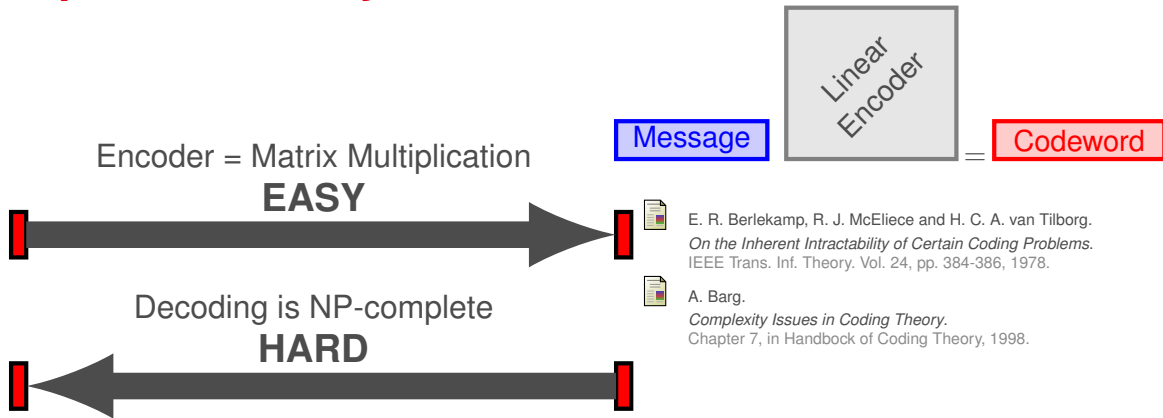 Linear
Encoder
Message
=
Codeword
Encoder = Matrix Multiplication
EASY
E. R. Berlekamp, R. J. McEliece and H. C. A. van Tilborg.
On the Inherent Intractability of Certain Coding Problems.
IEEE Trans. Inf. Theory. Vol. 24, pp. 384-386, 1978.
Decoding is NP-complete
HARD
A. Barg.
Complexity Issues in Coding Theory.
Chapter 7, in Handbock of Coding Theory, 1998.